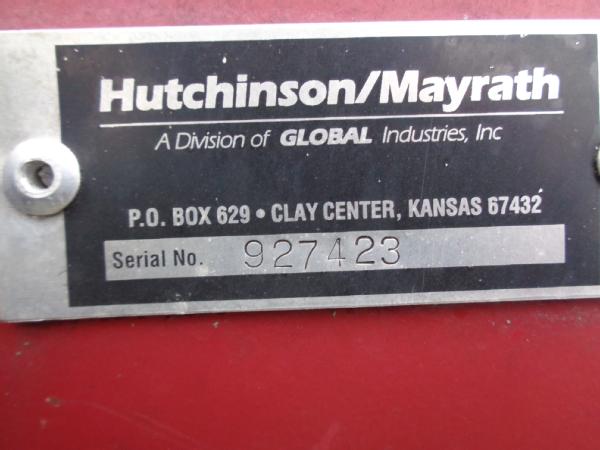 Hutchinson/Mayrath
A Division of GLOBAL Industries, Inc
P.O. BOX 629 • CLAY CENTER, KANSAS 67432
Serial No. 927423